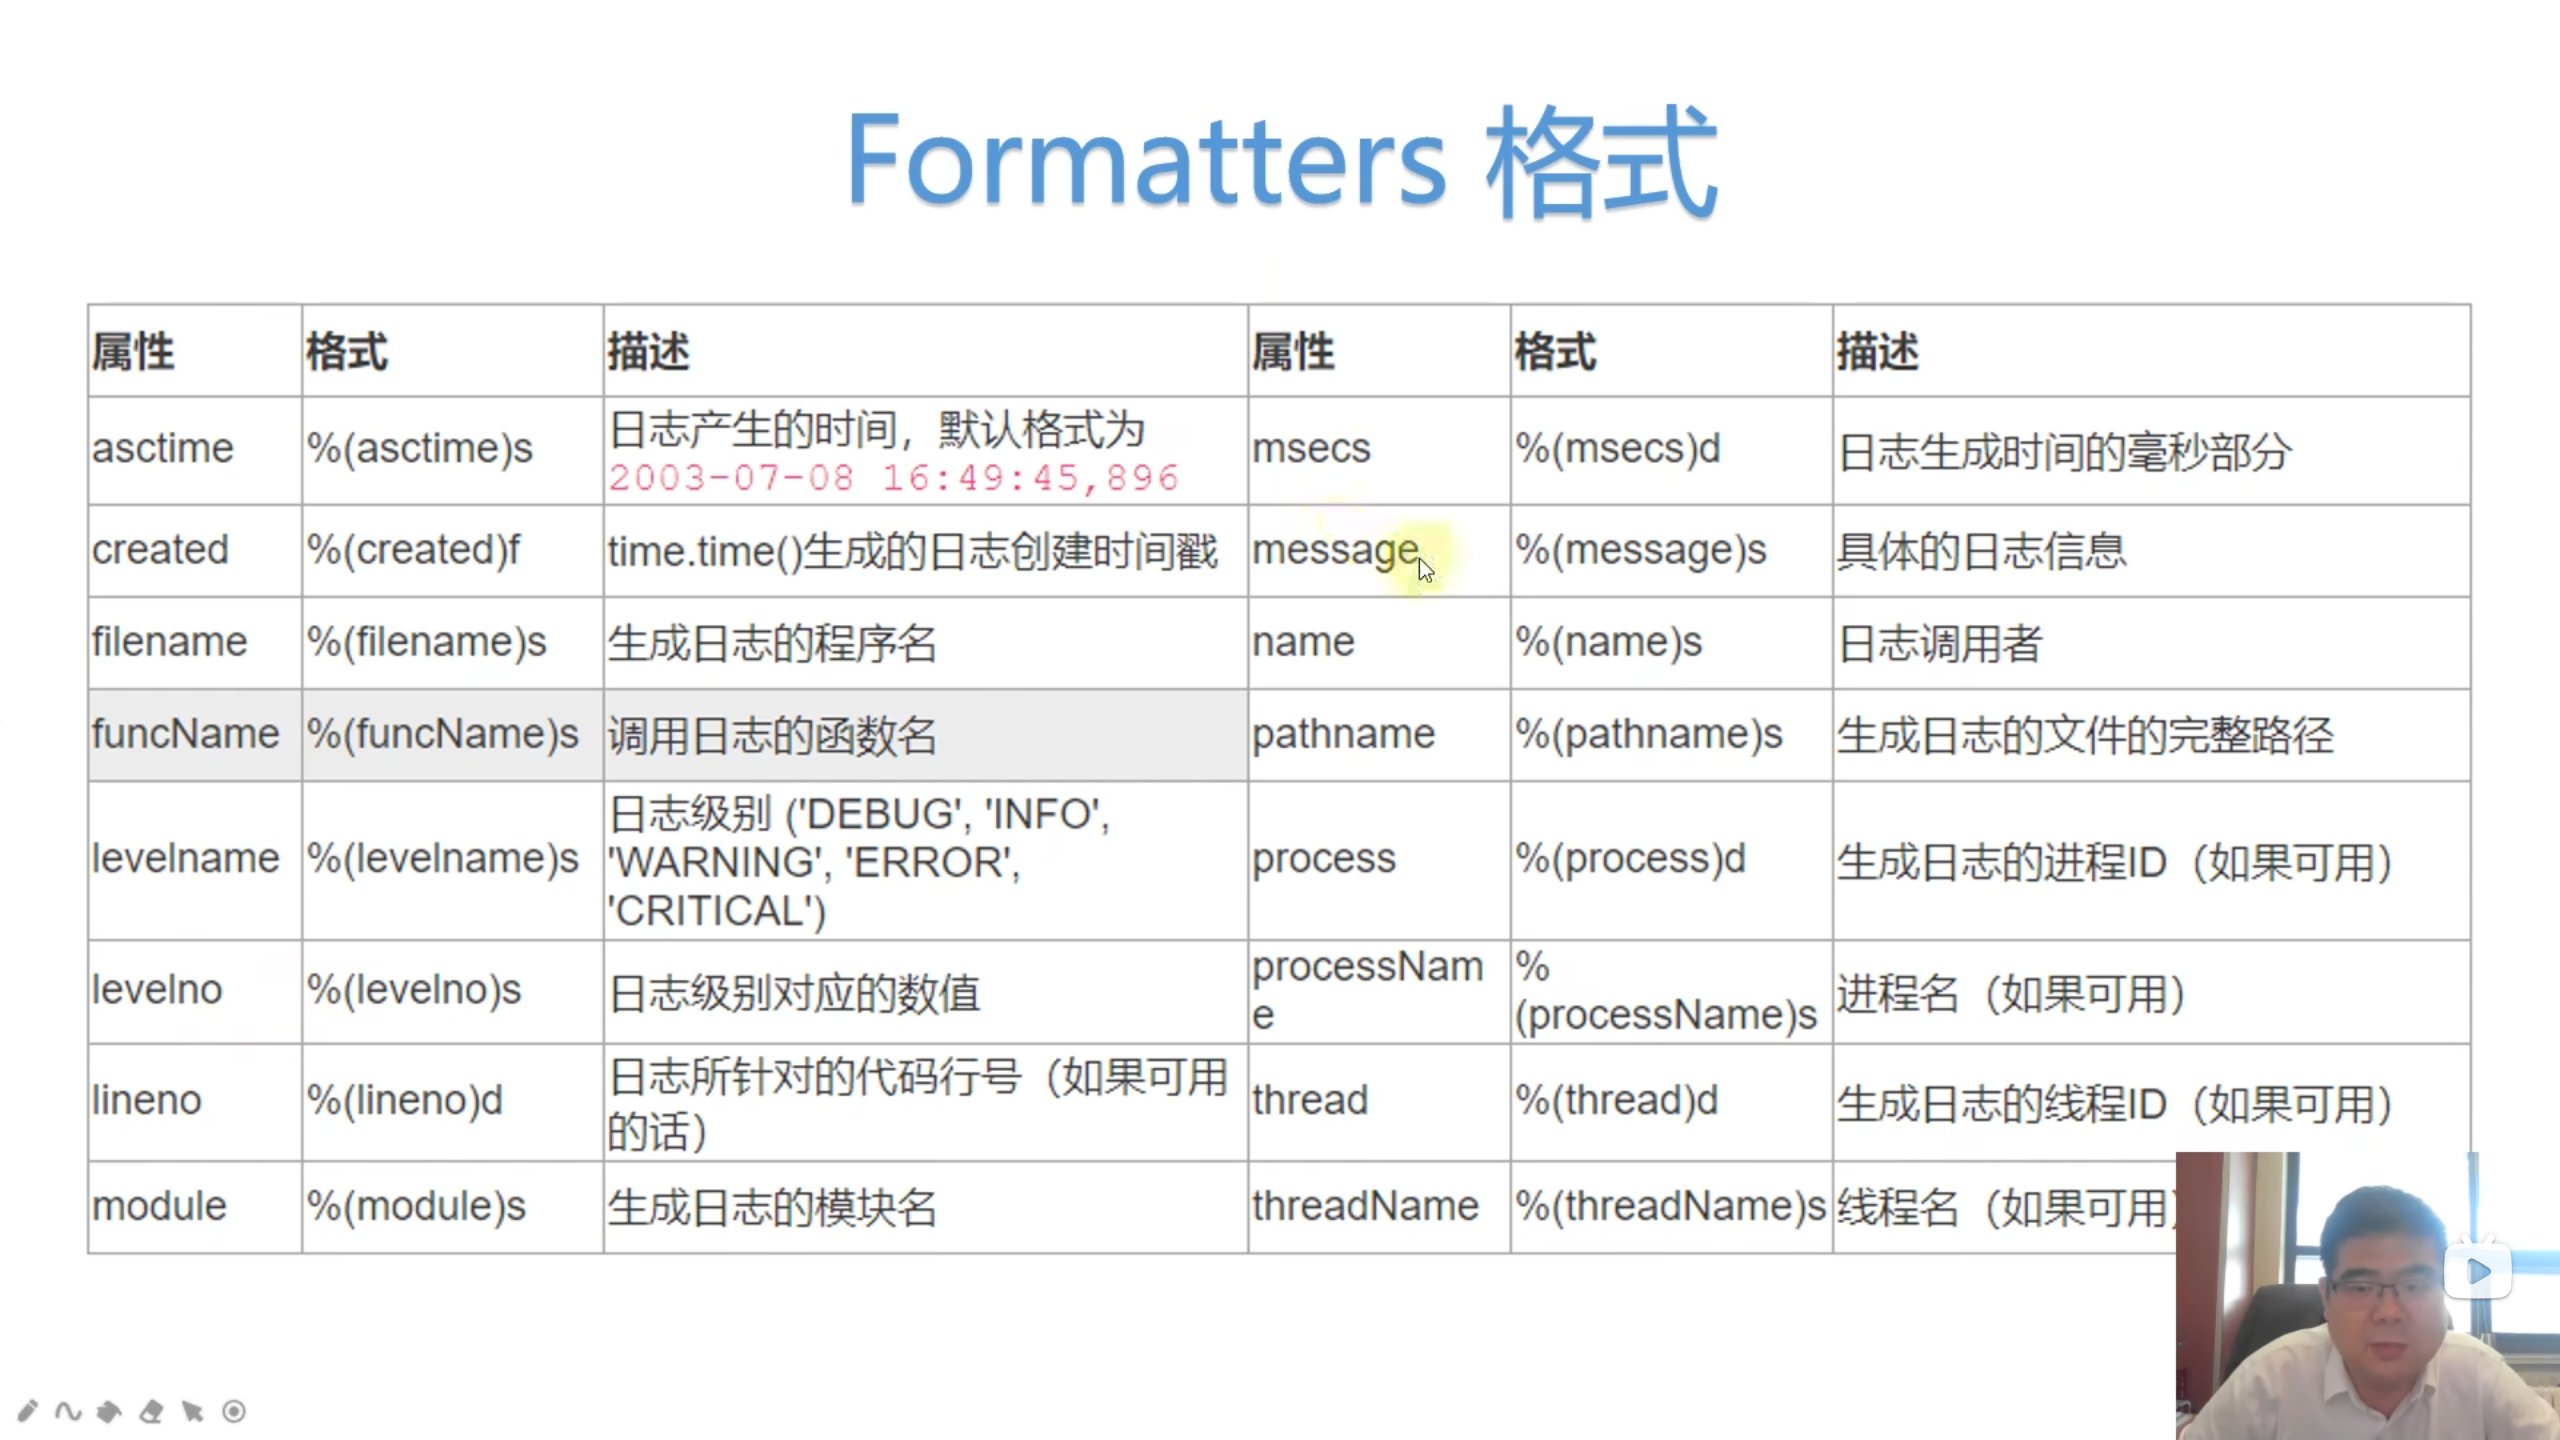 Formatters 格式
属性 格式 描述 属性 格式 描述
asctime %(asctime)s 日志产生的时间，默认格式为
2003-07-08 16:49:45,896
msecs %(msecs)d 日志生成时间的毫秒部分
created %(created)f time.time()生成的日志创建时间戳 message %(message)s 具体的日志信息
filename %(filename)s 生成日志的程序名 name %(name)s 日志调用者
funcName %(funcName)s 调用日志的函数名 pathname %(pathname)s 生成日志的文件的完整路径
levelname %(levelname)s 日志级别 ('DEBUG', 'INFO',
'WARNING', 'ERROR',
'CRITICAL')
process %(process)d 生成日志的进程ID（如果可用）
levelno %(levelno)s 日志级别对应的数值 processNam
e
%
(processName)s
进程名（如果可用）
lineno %(lineno)d 日志所针对的代码行号（如果可用
的话）
thread %(thread)d 生成日志的线程ID（如果可用）
module %(module)s 生成日志的模块名 threadName %(threadName)s 线程名（如果可用）